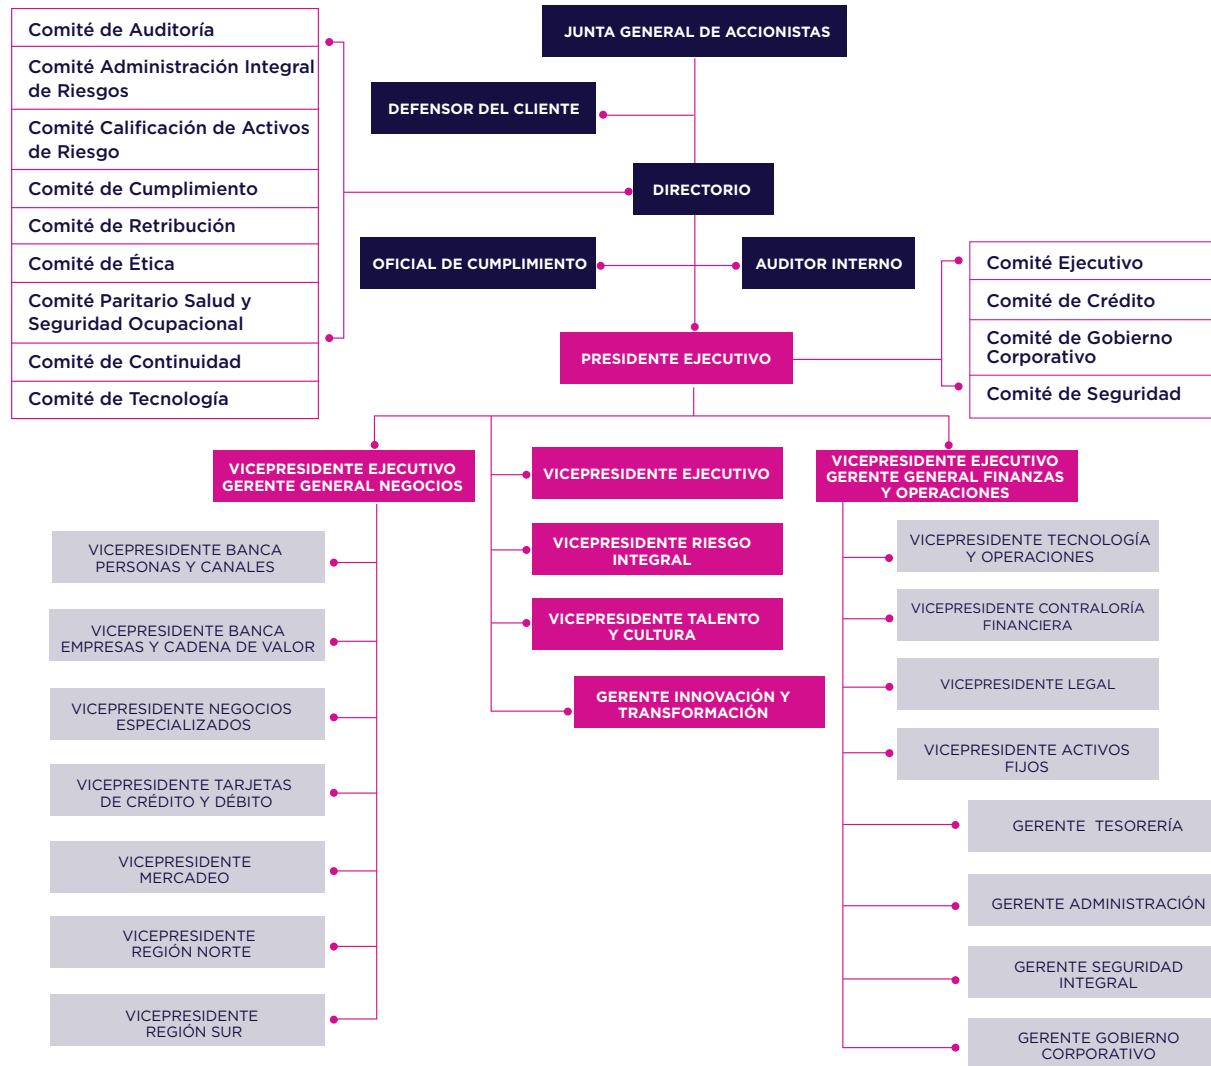 Comité de Auditoría
Comité Administración Integral
de Riesgos
Comité Calificación de Activos
de Riesgo
Comité de Cumplimiento
Comité de Retribución
Comité de Ética
Comité Paritario Salud y
Seguridad Ocupacional
Comité de Continuidad
Comité de Tecnología
JUNTA GENERAL DE ACCIONISTAS
DEFENSOR DEL CLIENTE
DIRECTORIO
OFICIAL DE CUMPLIMIENTO
AUDITOR INTERNO
PRESIDENTE EJECUTIVO
Comité Ejecutivo
Comité de Crédito
Comité de Gobierno
Corporativo
Comité de Seguridad
VICEPRESIDENTE EJECUTIVO
GERENTE GENERAL NEGOCIOS
VICEPRESIDENTE BANCA
PERSONAS Y CANALES
VICEPRESIDENTE BANCA
EMPRESAS Y CADENA DE VALOR
VICEPRESIDENTE NEGOCIOS
ESPECIALIZADOS
VICEPRESIDENTE TARJETAS
DE CRÉDITO Y DÉBITO
VICEPRESIDENTE
MERCADEO
VICEPRESIDENTE
REGIÓN NORTE
VICEPRESIDENTE
REGIÓN SUR
VICEPRESIDENTE EJECUTIVO
VICEPRESIDENTE RIESGO
INTEGRAL
VICEPRESIDENTE TALENTO
Y CULTURA
GERENTE INNOVACIÓN Y
TRANSFORMACIÓN
VICEPRESIDENTE EJECUTIVO
GERENTE GENERAL FINANZAS
Y OPERACIONES
VICEPRESIDENTE TECNOLOGÍA
Y OPERACIONES
VICEPRESIDENTE CONTRALORÍA
FINANCIERA
VICEPRESIDENTE LEGAL
VICEPRESIDENTE ACTIVOS
FIJOS
GERENTE TESORERÍA
GERENTE ADMINISTRACIÓN
GERENTE SEGURIDAD
INTEGRAL
GERENTE GOBIERNO
CORPORATIVO